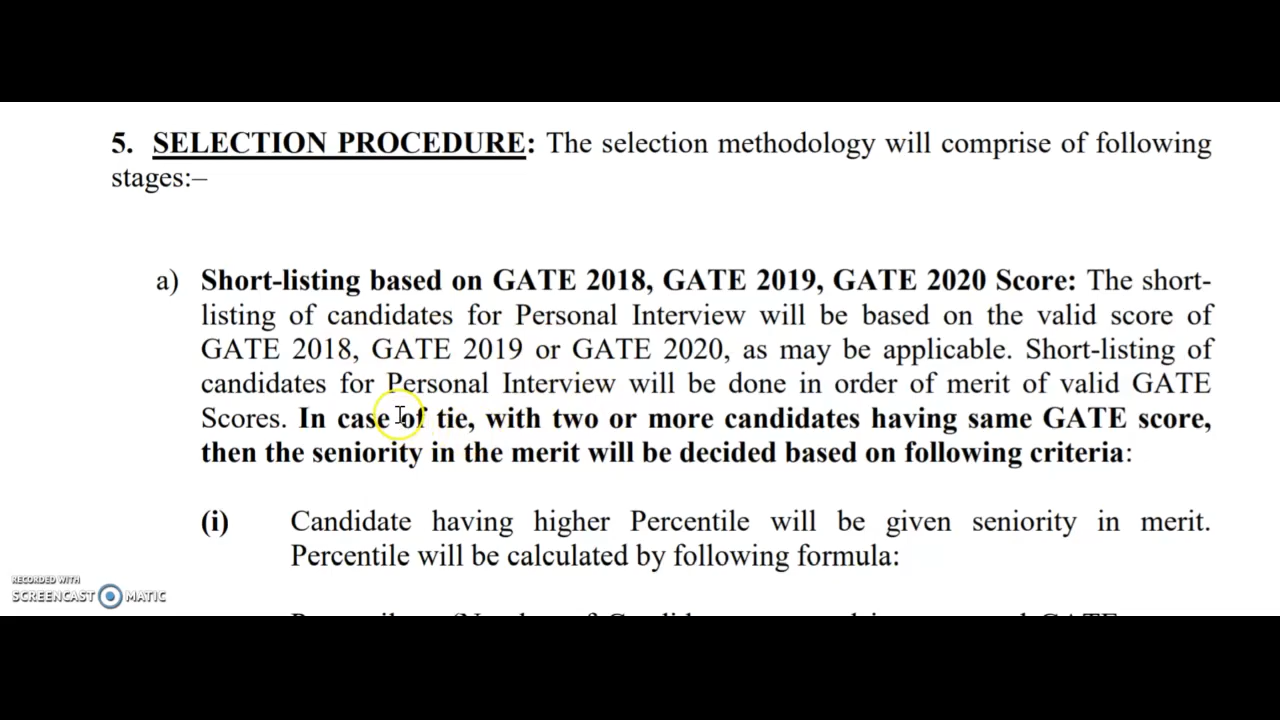 5. SELECTION PROCEDURE: The selection methodology will comprise of following
stages:–
a) Short-listing based on GATE 2018, GATE 2019, GATE 2020 Score: The short-
listing of candidates for Personal Interview will be based on the valid score of
GATE 2018, GATE 2019 or GATE 2020, as may be applicable. Short-listing of
candidates for Personal Interview will be done in order of merit of valid GATE
Scores. In case of tie, with two or more candidates having same GATE score,
then the seniority in the merit will be decided based on following criteria:
(i) Candidate having higher Percentile will be given seniority in merit.
Percentile will be calculated by following formula:
RECORDED WITH
SCREENCAST MATIC